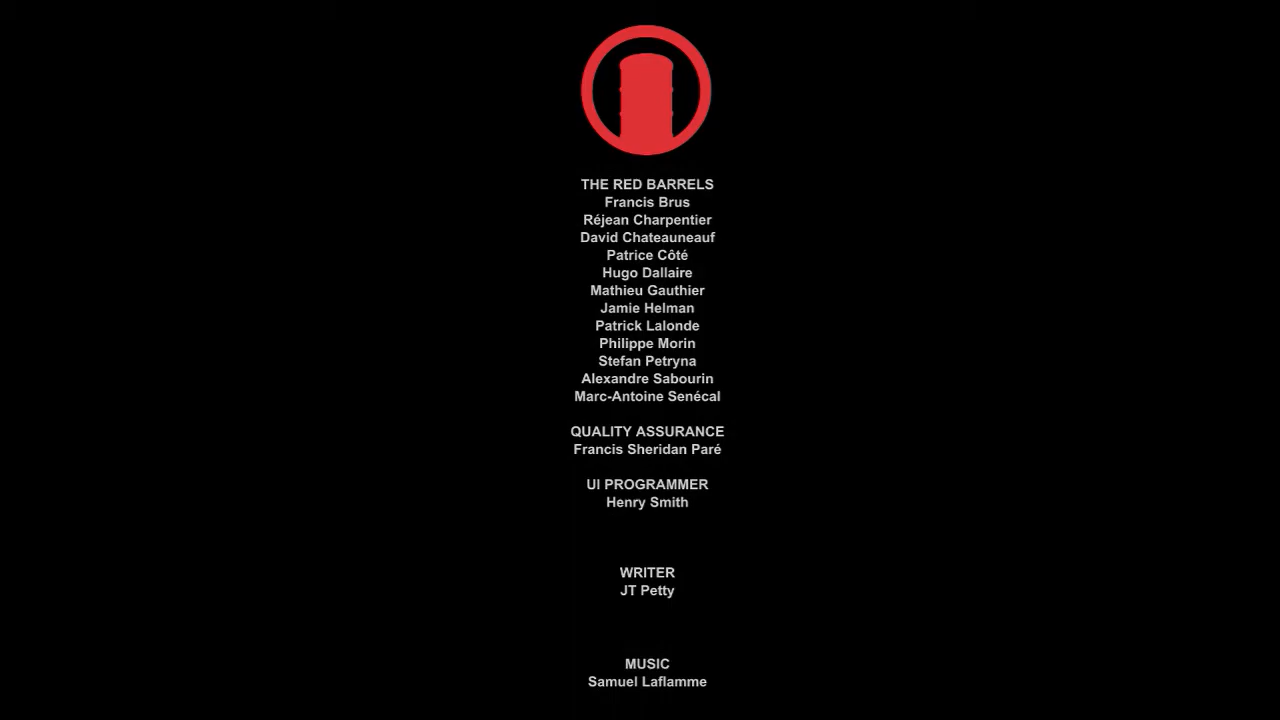 THE RED BARRELS
Francis Brus
Réjean Charpentier
David Chateauneuf
Patrice Côté
Hugo Dallaire
Mathieu Gauthier
Jamie Helman
Patrick Lalonde
Philippe Morin
Stefan Petryna
Alexandre Sabourin
Marc-Antoine Senécal
QUALITY ASSURANCE
Francis Sheridan Paré
UI PROGRAMMER
Henry Smith
WRITER
JT Petty
MUSIC
Samuel Laflamme